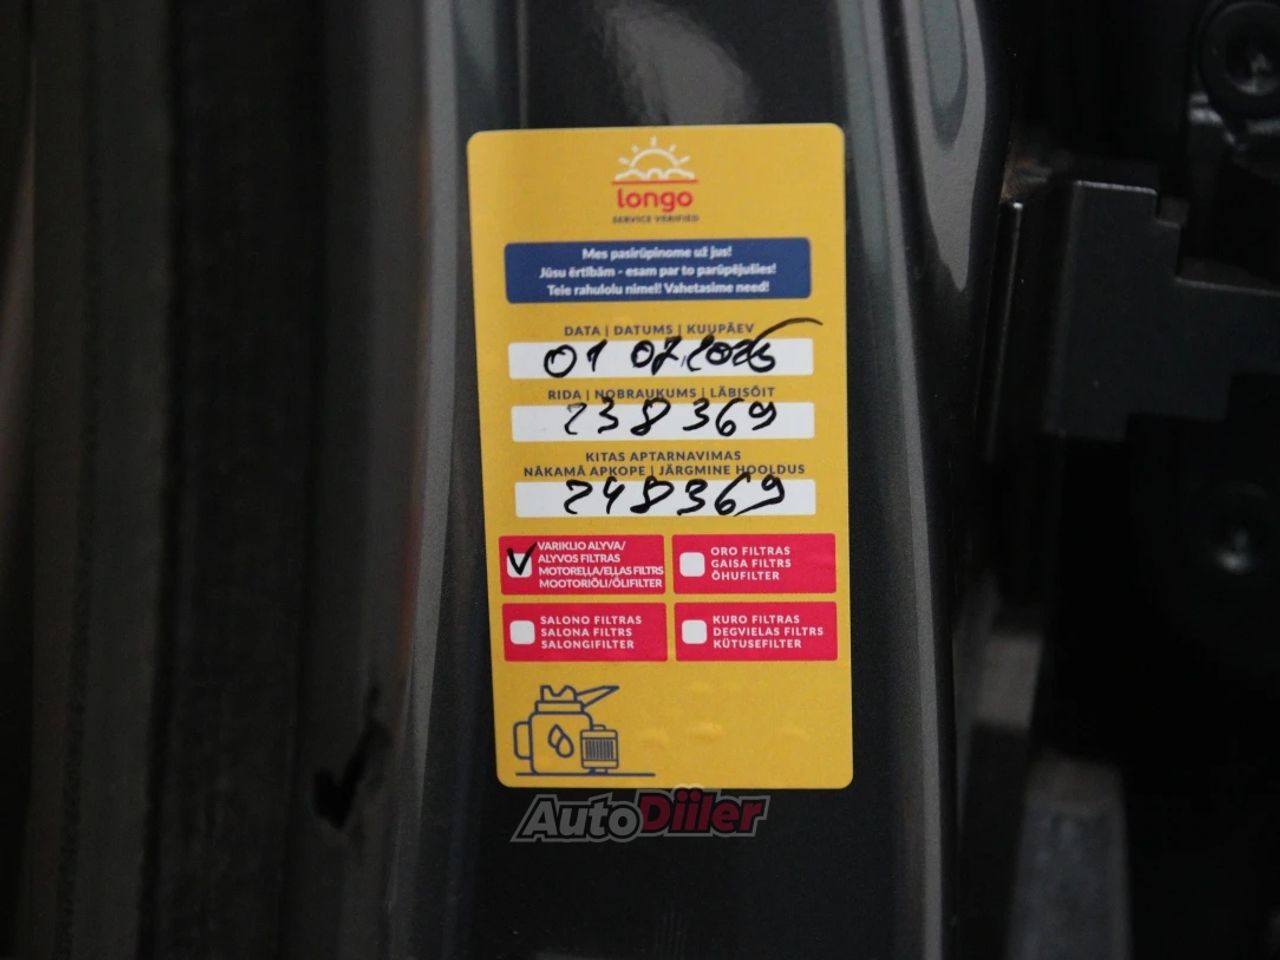 longo
SERVICE VERIFIED
Mes pasirūpinome už jus!
Jūsu ērtībām - esam par to parūpējušies!
Teie rahulolu nimel! Vahetasime need!
DATA | DATUMS | KUUPÄEV
01 07.2025
RIDA | NOBRAUKUMS | LÄBISÕIT
238369
KITAS APTARNAVIMAS
NĀKAMĀ APKOPE | JÄRGMINE HOOLDUS
248369
VARIKLIO ALYVA/
ALYVOS FILTRAS
MOTOREĻĻA/EĻĻAS FILTRS
MOOTORIÕLI/ÕLIFILTER
ORO FILTRAS
GAISA FILTRS
ÕHUFILTER
SALONO FILTRAS
SALONA FILTRS
SALONGIFILTER
KURO FILTRAS
DEGVIELAS FILTRS
KÜTUSEFILTER
AutoDiiler